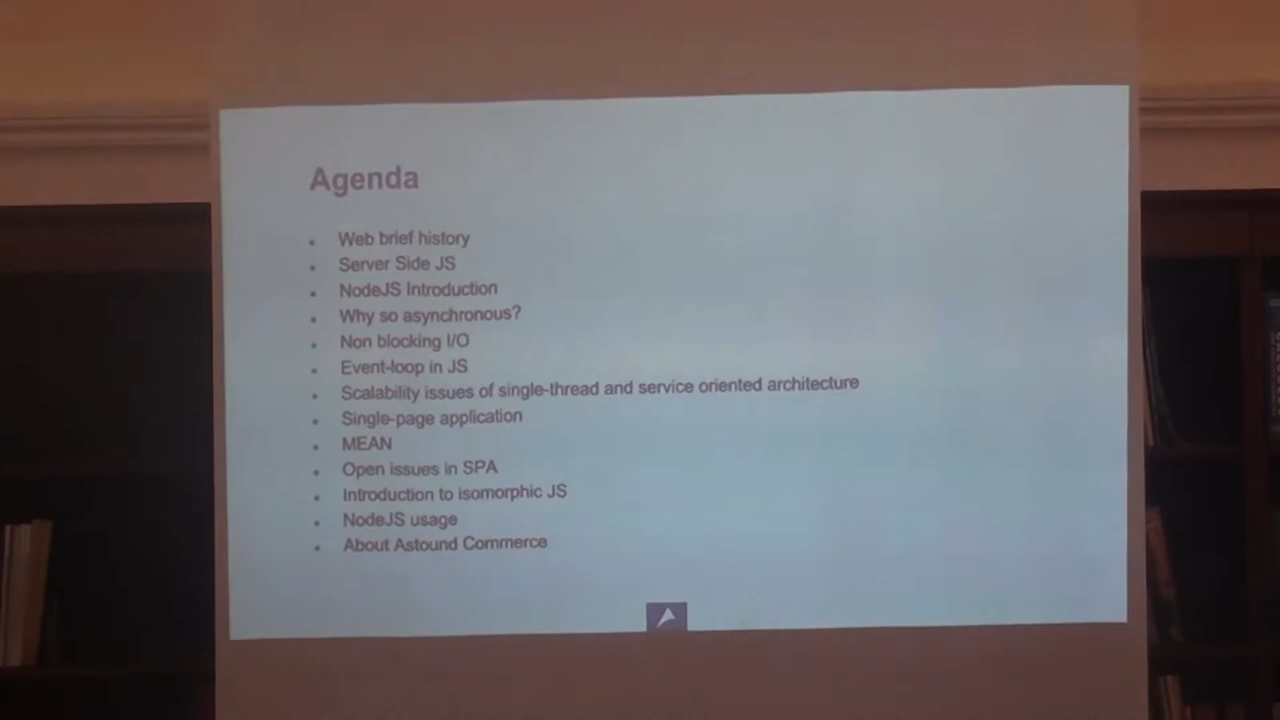 Agenda
Web brief history
Server Side JS
NodeJS Introduction
Why so asynchronous?
Non blocking I/O
Event-loop in JS
Scalability issues of single-thread and service oriented architecture
Single-page application
MEAN
Open issues in SPA
Introduction to isomorphic JS
NodeJS usage
About Astound Commerce